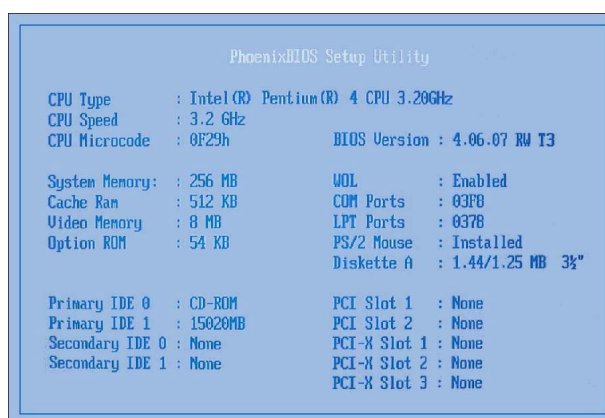 PhoenixBIOS Setup Utility
CPU Type : Intel(R) Pentium(R) 4 CPU 3.20GHz
CPU Speed : 3.2 GHz
CPU Microcode : 0F29h BIOS Version : 4.06.07 RW T3
System Memory: : 256 MB WOL : Enabled
Cache Ram : 512 KB COM Ports : 03F8
Video Memory : 8 MB LPT Ports : 0378
Option ROM : 54 KB PS/2 Mouse : Installed
Diskette A : 1.44/1.25 MB 3½"
Primary IDE 0 : CD-ROM PCI Slot 1 : None
Primary IDE 1 : 15020MB PCI Slot 2 : None
Secondary IDE 0 : None PCI-X Slot 1 : None
Secondary IDE 1 : None PCI-X Slot 2 : None
PCI-X Slot 3 : None